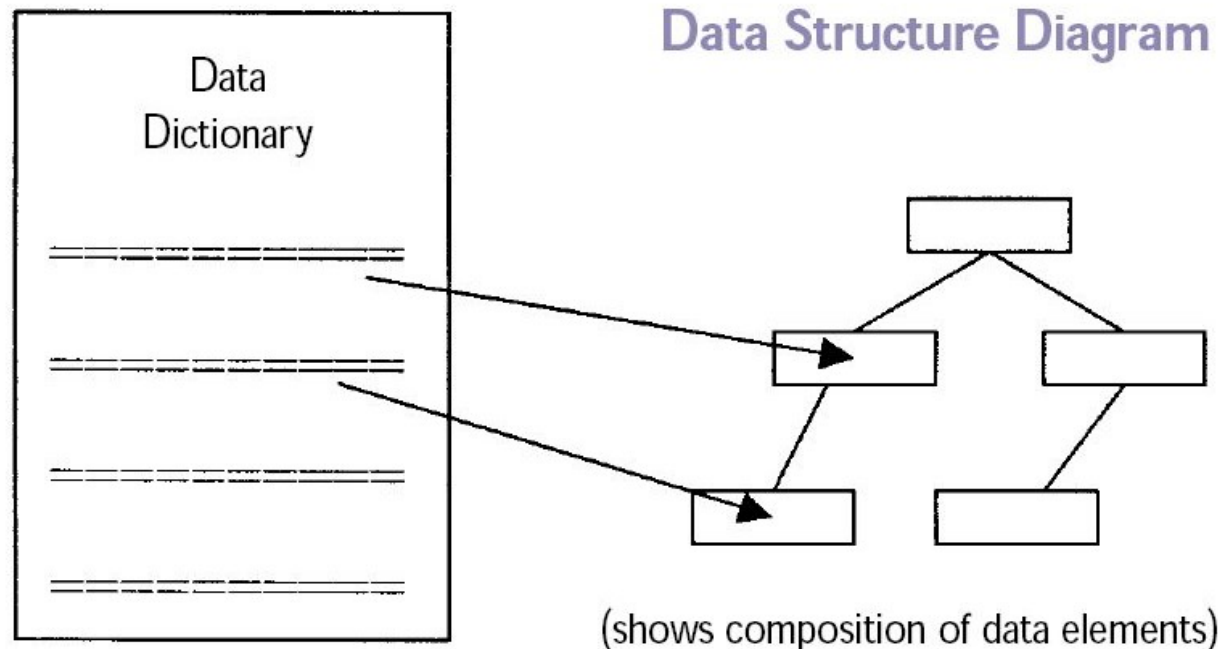 Data Structure Diagram
Data
Dictionary
(shows composition of data elements)